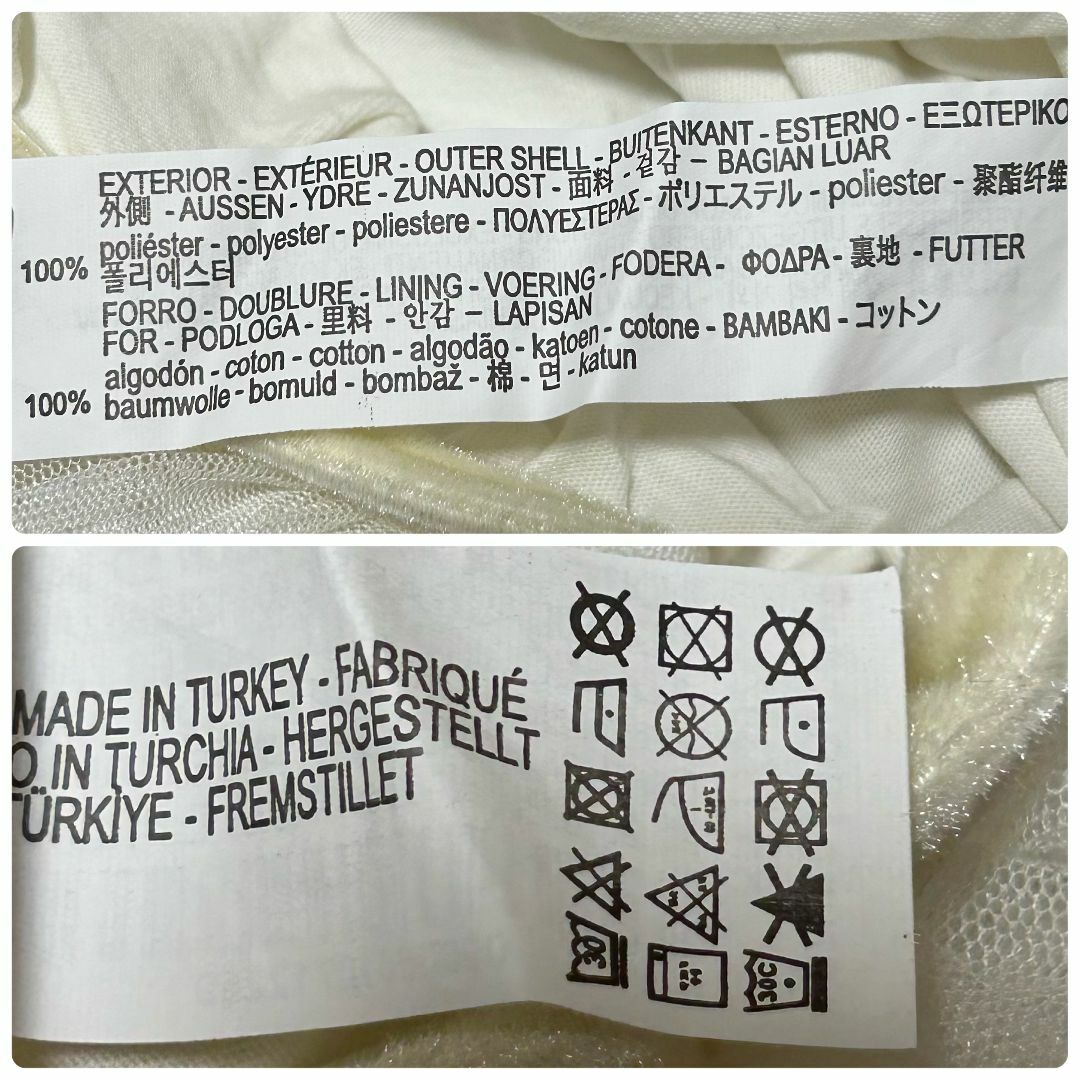 EXTERIOR - EXTÉRIEUR - OUTER SHELL - BUITENKANT - ESTERNO - ΕΞΩΤΕΡΙΚΟ
外側 - AUSSEN - YDRE - ZUNANJOST - 面料 - 겉감 – BAGIAN LUAR
poliéster - polyester - poliestere - ΠΟΛΥΕΣΤΕΡΑΣ - ポリエステル - poliester - 聚酯纤维
100% 폴리에스터
FORRO - DOUBLURE - LINING - VOERING - FODERA - ΦΟΔΡΑ - 裏地 - FUTTER
FOR - PODLOGA - 里料 - 안감 – LAPISAN
algodón - coton - cotton - algodão - katoen - cotone - BAMBAKI - コットン
100% baumwolle - bomuld - bombaž - 棉 - 면 - katun
MADE IN TURKEY - FABRIQUÉ
O IN TURCHIA - HERGESTELLT
TÜRKİYE - FREMSTILLET
30C
30C